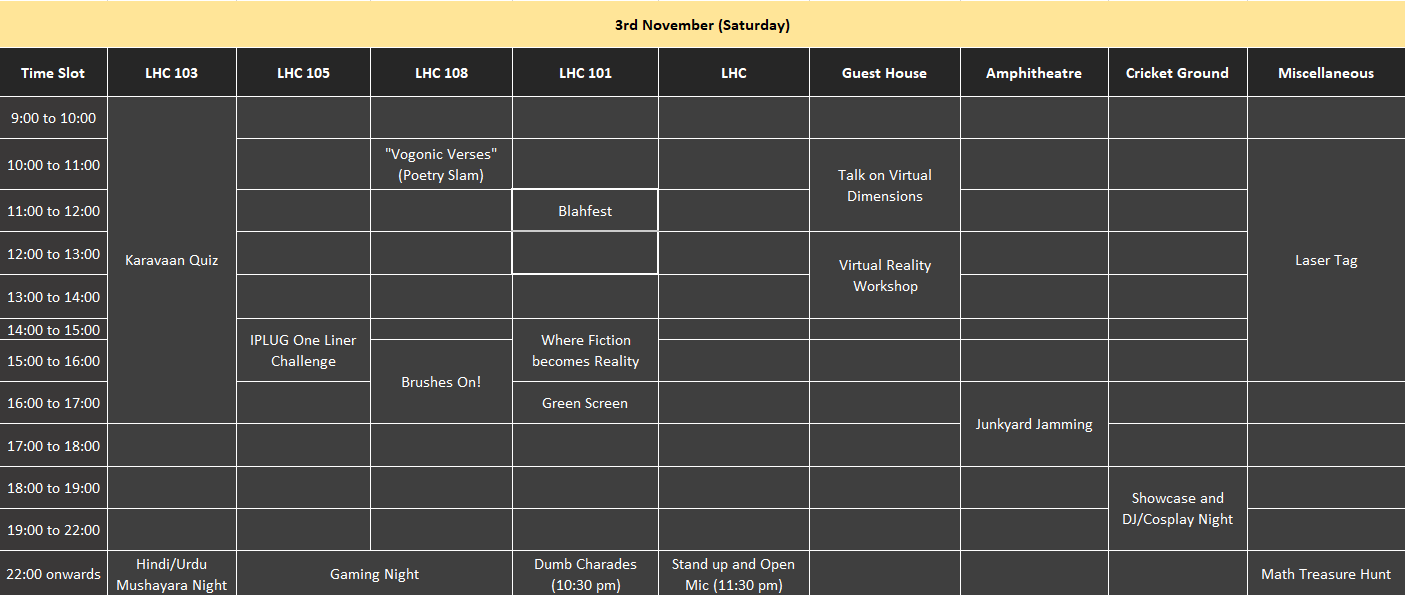 3rd November (Saturday)
Time Slot LHC 103 LHC 105 LHC 108 LHC 101 LHC Guest House Amphitheatre Cricket Ground Miscellaneous
9:00 to 10:00
10:00 to 11:00
"Vogonic Verses"
(Poetry Slam)
Talk on Virtual
Dimensions
11:00 to 12:00
Blahfest
12:00 to 13:00
Karavaan Quiz
Virtual Reality
Workshop
Laser Tag
13:00 to 14:00
14:00 to 15:00
IPLUG One Liner
Challenge
Where Fiction
becomes Reality
15:00 to 16:00
Brushes On!
16:00 to 17:00
Green Screen
Junkyard Jamming
17:00 to 18:00
18:00 to 19:00
Showcase and
DJ/Cosplay Night
19:00 to 22:00
22:00 onwards
Hindi/Urdu
Mushayara Night
Gaming Night
Dumb Charades
(10:30 pm)
Stand up and Open
Mic (11:30 pm)
Math Treasure Hunt